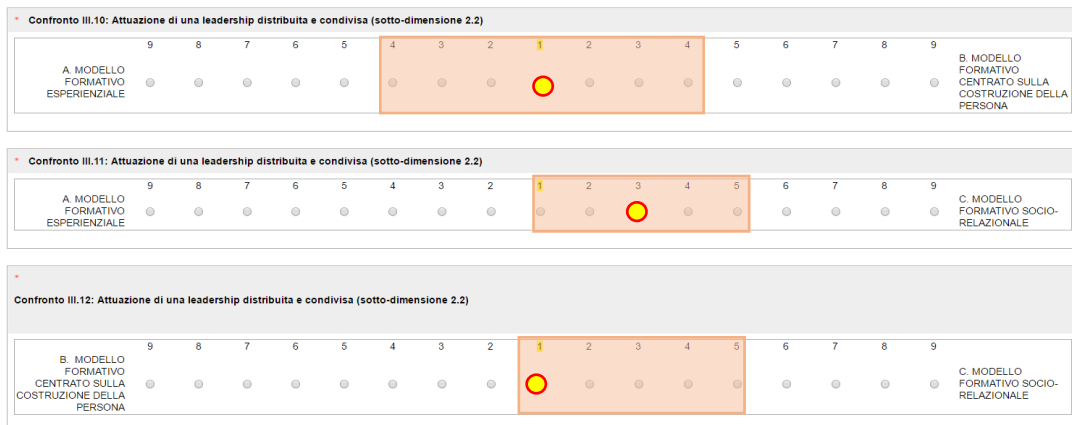 * Confronto III.10: Attuazione di una leadership distribuita e condivisa (sotto-dimensione 2.2)
9 8 7 6 5 4 3 2 1 2 3 4 5 6 7 8 9
A. MODELLO
FORMATIVO
ESPERIENZIALE
B. MODELLO
FORMATIVO
CENTRATO SULLA
COSTRUZIONE DELLA
PERSONA
* Confronto III.11: Attuazione di una leadership distribuita e condivisa (sotto-dimensione 2.2)
9 8 7 6 5 4 3 2 1 2 3 4 5 6 7 8 9
A. MODELLO
FORMATIVO
ESPERIENZIALE
C. MODELLO
FORMATIVO SOCIO-
RELAZIONALE
*
Confronto III.12: Attuazione di una leadership distribuita e condivisa (sotto-dimensione 2.2)
9 8 7 6 5 4 3 2 1 2 3 4 5 6 7 8 9
B. MODELLO
FORMATIVO
CENTRATO SULLA
COSTRUZIONE DELLA
PERSONA
C. MODELLO
FORMATIVO SOCIO-
RELAZIONALE